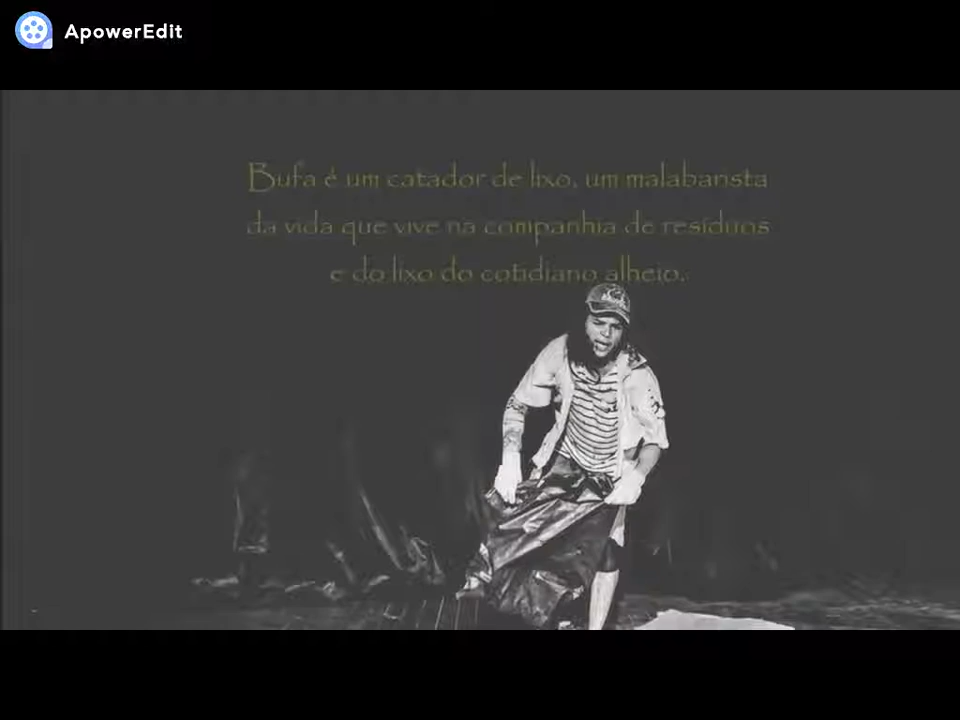 ApowerEdit
Bufa é um catador de lixo, um malabarista
da vida que vive na companhia de resíduos
e do lixo do cotidiano alheio.